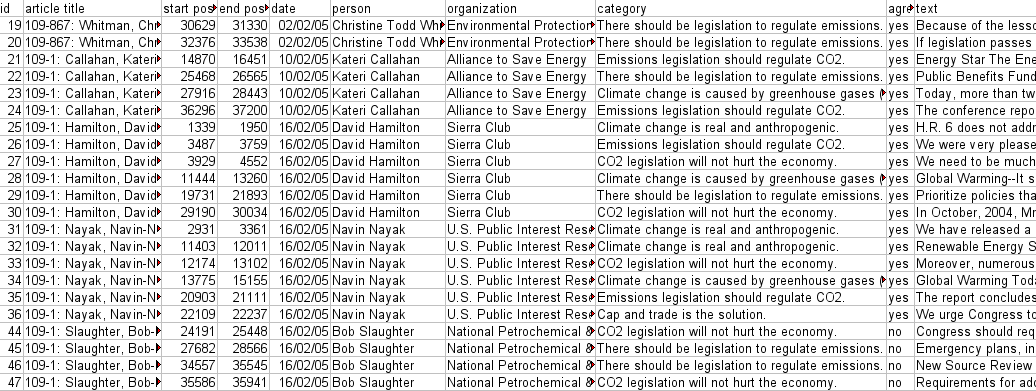 id article title start pos end pos date person organization category agre text
19 109-867: Whitman, Chr 30629 31330 02/02/05 Christine Todd Wh Environmental Protection There should be legislation to regulate emissions. yes Because of the less
20 109-867: Whitman, Chr 32376 33538 02/02/05 Christine Todd Wh Environmental Protection There should be legislation to regulate emissions. yes If legislation passes
21 109-1: Callahan, Kateri 14870 16451 10/02/05 Kateri Callahan Alliance to Save Energy Emissions legislation should regulate CO2. yes Energy Star The Ene
22 109-1: Callahan, Kateri 25468 26565 10/02/05 Kateri Callahan Alliance to Save Energy There should be legislation to regulate emissions. yes Public Benefits Fund
23 109-1: Callahan, Kateri 27916 28443 10/02/05 Kateri Callahan Alliance to Save Energy Climate change is caused by greenhouse gases ( yes Today, more than tw
24 109-1: Callahan, Kateri 36296 37200 10/02/05 Kateri Callahan Alliance to Save Energy Emissions legislation should regulate CO2. yes The conference repo
25 109-1: Hamilton, David 1339 1950 16/02/05 David Hamilton Sierra Club Climate change is real and anthropogenic. yes H.R. 6 does not addr
26 109-1: Hamilton, David 3487 3759 16/02/05 David Hamilton Sierra Club Emissions legislation should regulate CO2. yes We were very please
27 109-1: Hamilton, David 3929 4552 16/02/05 David Hamilton Sierra Club CO2 legislation will not hurt the economy. yes We need to be much
28 109-1: Hamilton, David 11444 13260 16/02/05 David Hamilton Sierra Club Climate change is caused by greenhouse gases ( yes Global Warming--It s
29 109-1: Hamilton, David 19731 21893 16/02/05 David Hamilton Sierra Club There should be legislation to regulate emissions. yes Prioritize policies tha
30 109-1: Hamilton, David 29190 30034 16/02/05 David Hamilton Sierra Club CO2 legislation will not hurt the economy. yes In October, 2004, Mr
31 109-1: Nayak, Navin-N 2931 3361 16/02/05 Navin Nayak U.S. Public Interest Res Climate change is real and anthropogenic. yes We have released a
32 109-1: Nayak, Navin-N 11403 12011 16/02/05 Navin Nayak U.S. Public Interest Res Climate change is real and anthropogenic. yes Renewable Energy S
33 109-1: Nayak, Navin-N 12174 13102 16/02/05 Navin Nayak U.S. Public Interest Res CO2 legislation will not hurt the economy. yes Moreover, numerous
34 109-1: Nayak, Navin-N 13775 15155 16/02/05 Navin Nayak U.S. Public Interest Res Climate change is caused by greenhouse gases ( yes Global Warming Toda
35 109-1: Nayak, Navin-N 20903 21111 16/02/05 Navin Nayak U.S. Public Interest Res Emissions legislation should regulate CO2. yes The report concludes
36 109-1: Nayak, Navin-N 22109 22237 16/02/05 Navin Nayak U.S. Public Interest Res Cap and trade is the solution. yes We urge Congress to
44 109-1: Slaughter, Bob- 24191 25448 16/02/05 Bob Slaughter National Petrochemical & CO2 legislation will not hurt the economy. no Congress should req
45 109-1: Slaughter, Bob- 27682 28566 16/02/05 Bob Slaughter National Petrochemical & There should be legislation to regulate emissions. no Emergency plans, in
46 109-1: Slaughter, Bob- 34557 35545 16/02/05 Bob Slaughter National Petrochemical & There should be legislation to regulate emissions. no New Source Review
47 109-1: Slaughter, Bob- 35586 35941 16/02/05 Bob Slaughter National Petrochemical & CO2 legislation will not hurt the economy. no Requirements for ad